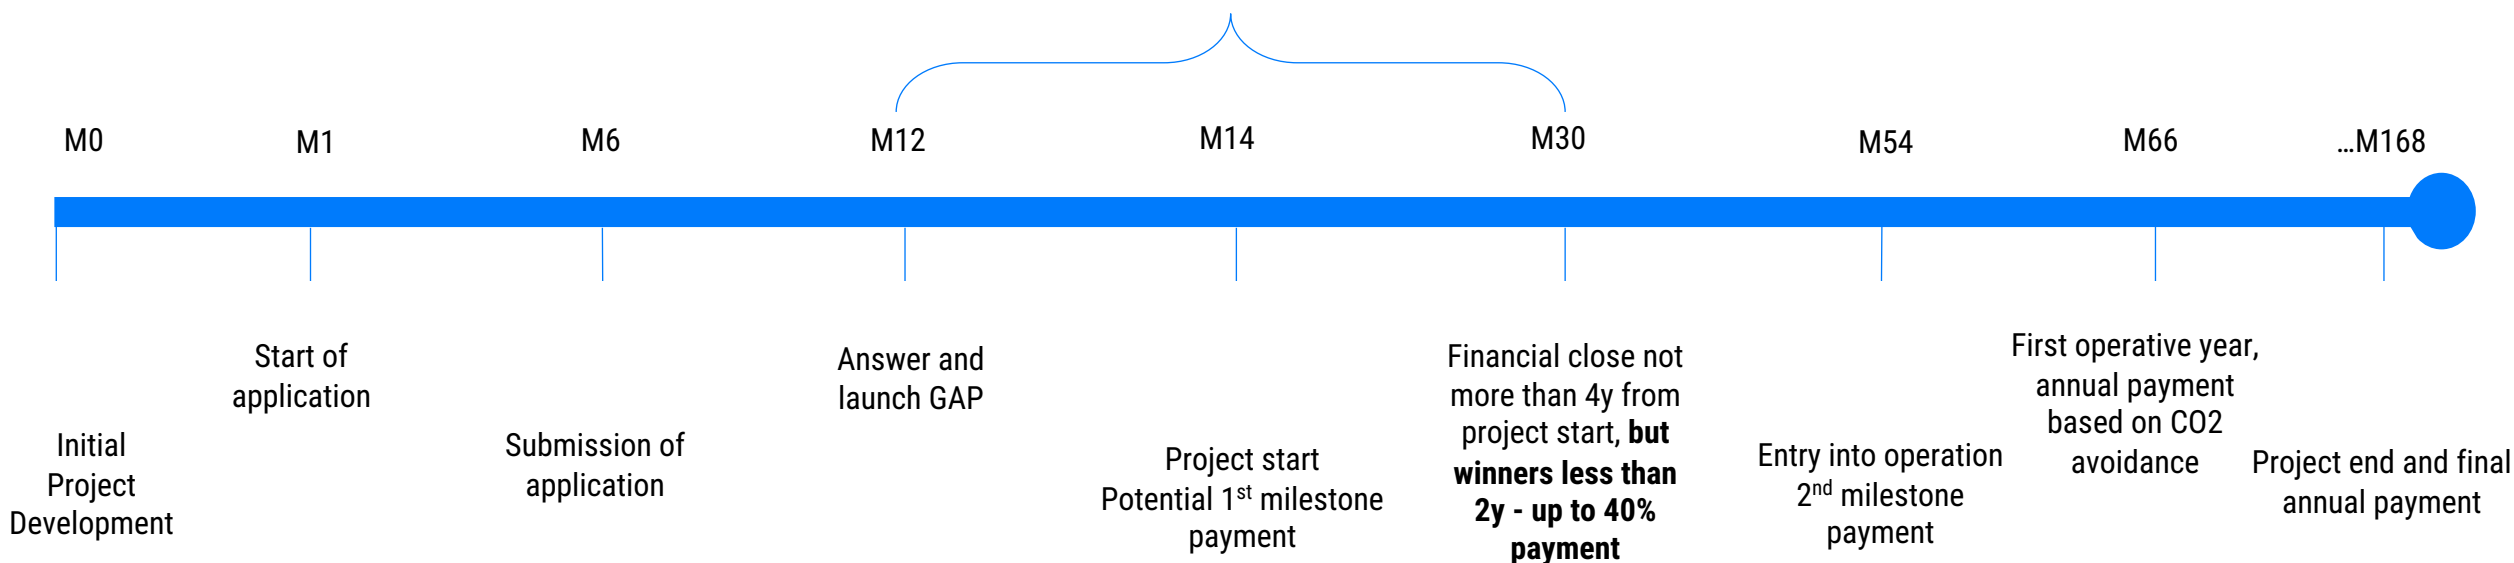 M0
M1
M6
M12
M14
M30
M54
M66
…M168
Initial
Project
Development
Start of
application
Submission of
application
Answer and
launch GAP
Project start
Potential 1st milestone
payment
Financial close not
more than 4y from
project start, but
winners less than
2y - up to 40%
payment
Entry into operation
2nd milestone
payment
First operative year,
annual payment
based on CO2
avoidance
Project end and final
annual payment